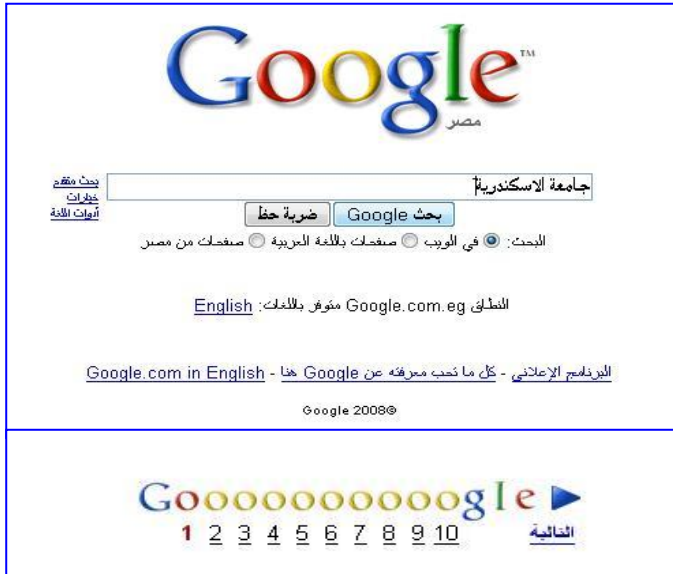 Google™
مصر
بحث متقدم
خيارات
أدوات اللغة
جامعة الاسكندرية
بحث Google ضربة حظ
البحث: في الويب صفحات باللغة العربية صفحات من مصر
النطاق Google.com.eg متوفر باللغات: English
البرنامج الإعلاني - كل ما تحب معرفته عن Google هنا - Google.com in English
Google 2008©
Goooooooooogle
1 2 3 4 5 6 7 8 9 10 التالية